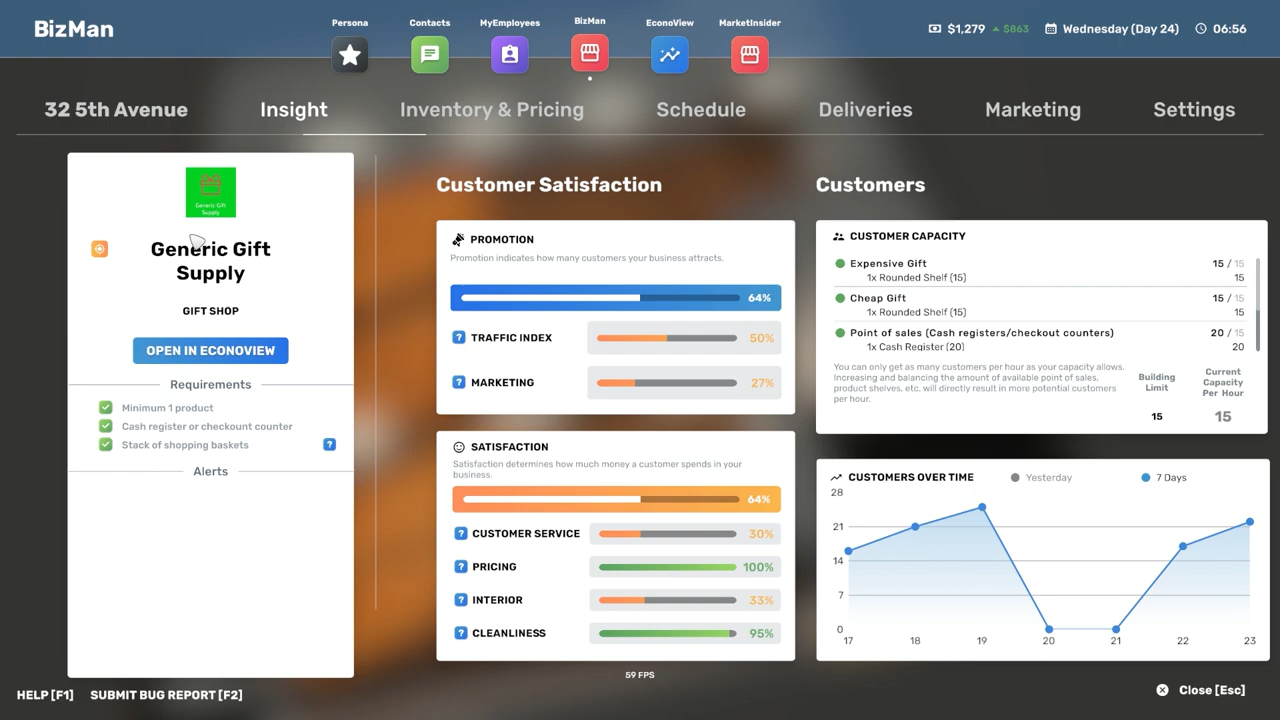 BizMan
Persona
Contacts
MyEmployees
BizMan
EconoView
MarketInsider
$1,279 ▲ $863
Wednesday (Day 24)
06:56
32 5th Avenue
Insight
Inventory & Pricing
Schedule
Deliveries
Marketing
Settings
Generic Gift
Supply
Generic Gift
Supply
GIFT SHOP
OPEN IN ECONOVIEW
Requirements
Minimum 1 product
Cash register or checkount counter
Stack of shopping baskets
?
Alerts
Customer Satisfaction
PROMOTION
Promotion indicates how many customers your business attracts.
64%
? TRAFFIC INDEX 50%
? MARKETING 27%
SATISFACTION
Satisfaction determines how much money a customer spends in your
business.
64%
? CUSTOMER SERVICE 30%
? PRICING 100%
? INTERIOR 33%
? CLEANLINESS 95%
Customers
CUSTOMER CAPACITY
Expensive Gift 15 / 15
1x Rounded Shelf (15) 15
Cheap Gift 15 / 15
1x Rounded Shelf (15) 15
Point of sales (Cash registers/checkout counters) 20 / 15
1x Cash Register (20) 20
You can only get as many customers per hour as your capacity allows.
Increasing and balancing the amount of available point of sales,
product shelves, etc. will directly result in more potential customers
per hour.
Building
Limit
15
Current
Capacity
Per Hour
15
CUSTOMERS OVER TIME
Yesterday
7 Days
28
21
14
7
0
17 18 19 20 21 22 23
59 FPS
HELP [F1]
SUBMIT BUG REPORT [F2]
Close [Esc]